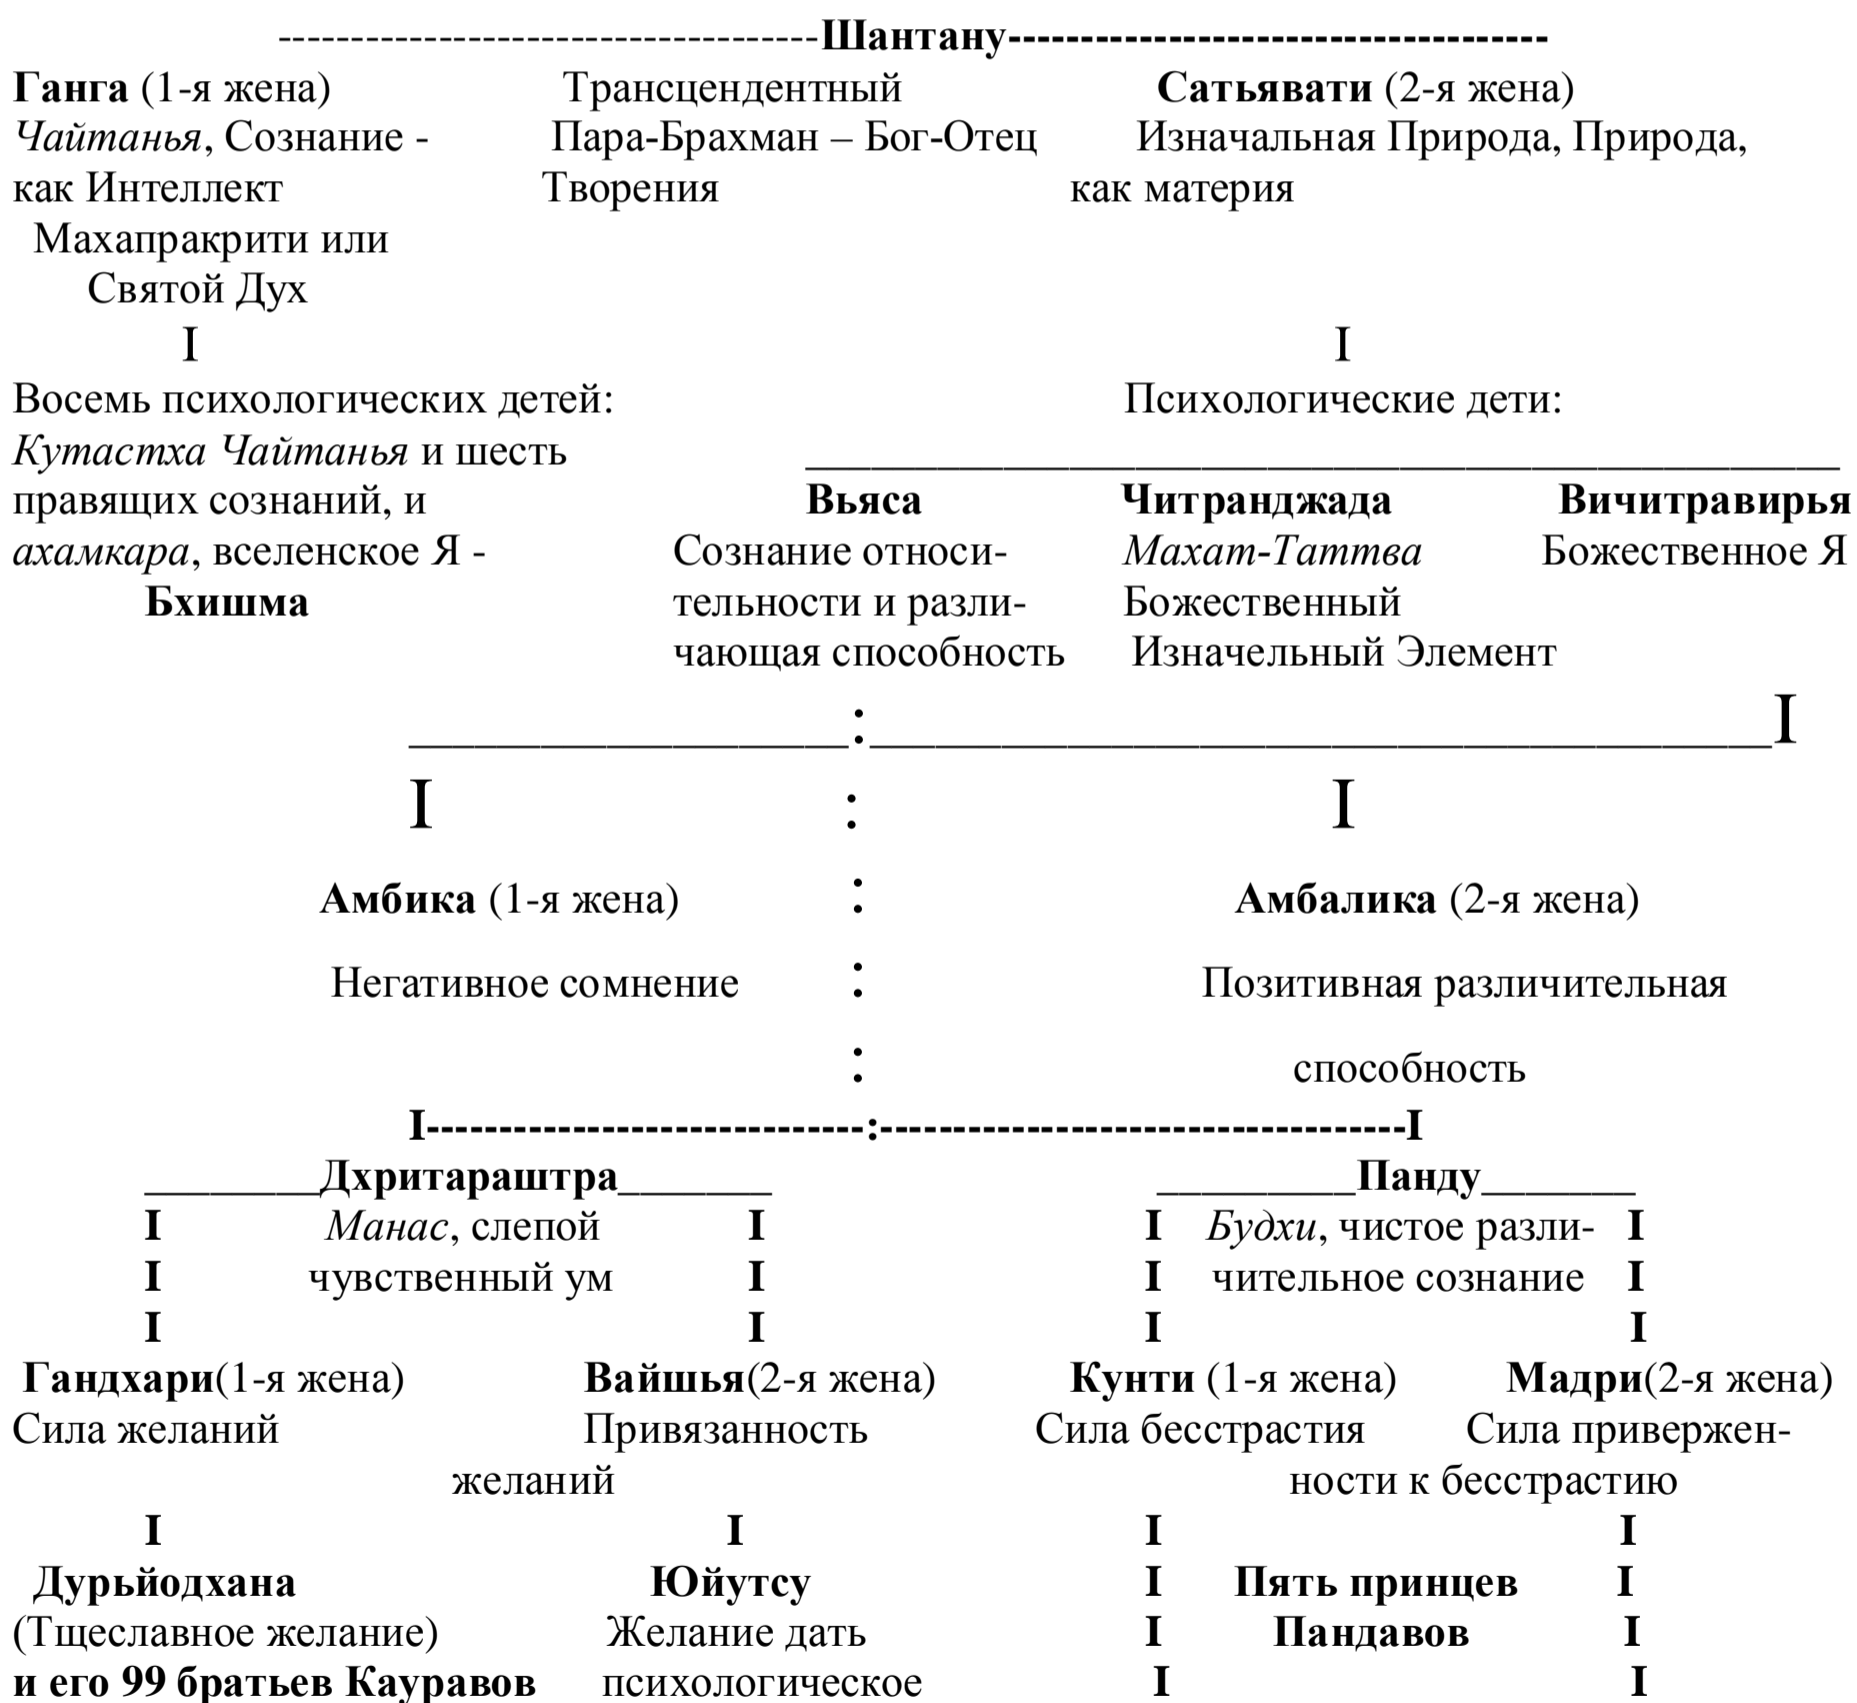 ----------------------------------Шантану----------------------------------
Ганга (1-я жена) Трансцендентный Сатьявати (2-я жена)
Чайтанья, Сознание - Пара-Брахман – Бог-Отец Изначальная Природа, Природа,
как Интеллект Творения как материя
Махапракрити или
Святой Дух
I I
Восемь психологических детей: Психологические дети:
Кутастха Чайтанья и шесть _______________________________________________
правящих сознаний, и Вьяса Читранджада Вичитравирья
ахамкара, вселенское Я - Сознание относи- Махат-Таттва Божественное Я
Бхишма тельности и разли- Божественный
чающая способность Изначельный Элемент
____________________:_________________________________________I
I : I
Амбика (1-я жена) : Амбалика (2-я жена)
Негативное сомнение : Позитивная различительная
: способность
I-----------------------------:-----------------------------------I
________Дхритараштра_______ _________Панду_______
I Манас, слепой I I Будхи, чистое разли- I
I чувственный ум I I чительное сознание I
I I I I
Гандхари(1-я жена) Вайшья(2-я жена) Кунти (1-я жена) Мадри(2-я жена)
Сила желаний Привязанность Сила бесстрастия Сила привержен-
желаний ности к бесстрастию
I I I I
Дурьйодхана Юйутсу I Пять принцев I
(Тщеславное желание) Желание дать I Пандавов I
и его 99 братьев Кауравов психологическое I I